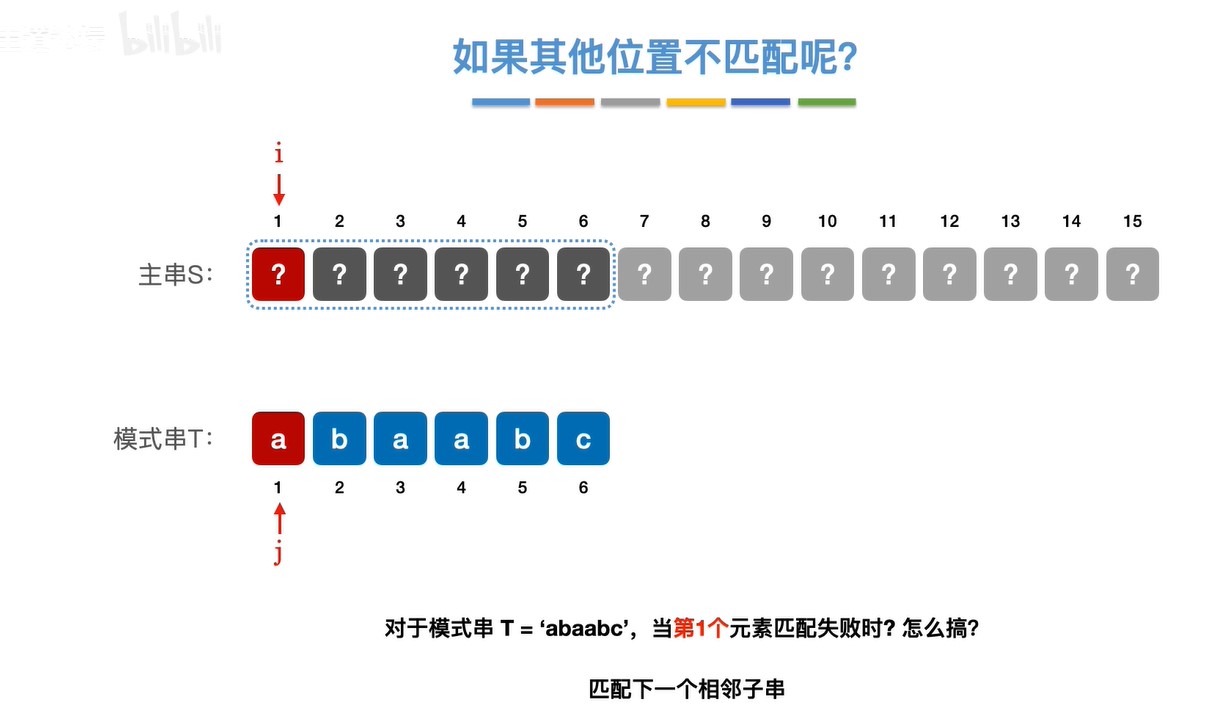 bilibili
如果其他位置不匹配呢?
i
1 2 3 4 5 6 7 8 9 10 11 12 13 14 15
主串S: ? ? ? ? ? ? ? ? ? ? ? ? ? ? ?
模式串T: a b a a b c
1 2 3 4 5 6
j
对于模式串 T = ‘abaabc’，当第1个元素匹配失败时? 怎么搞?
匹配下一个相邻子串